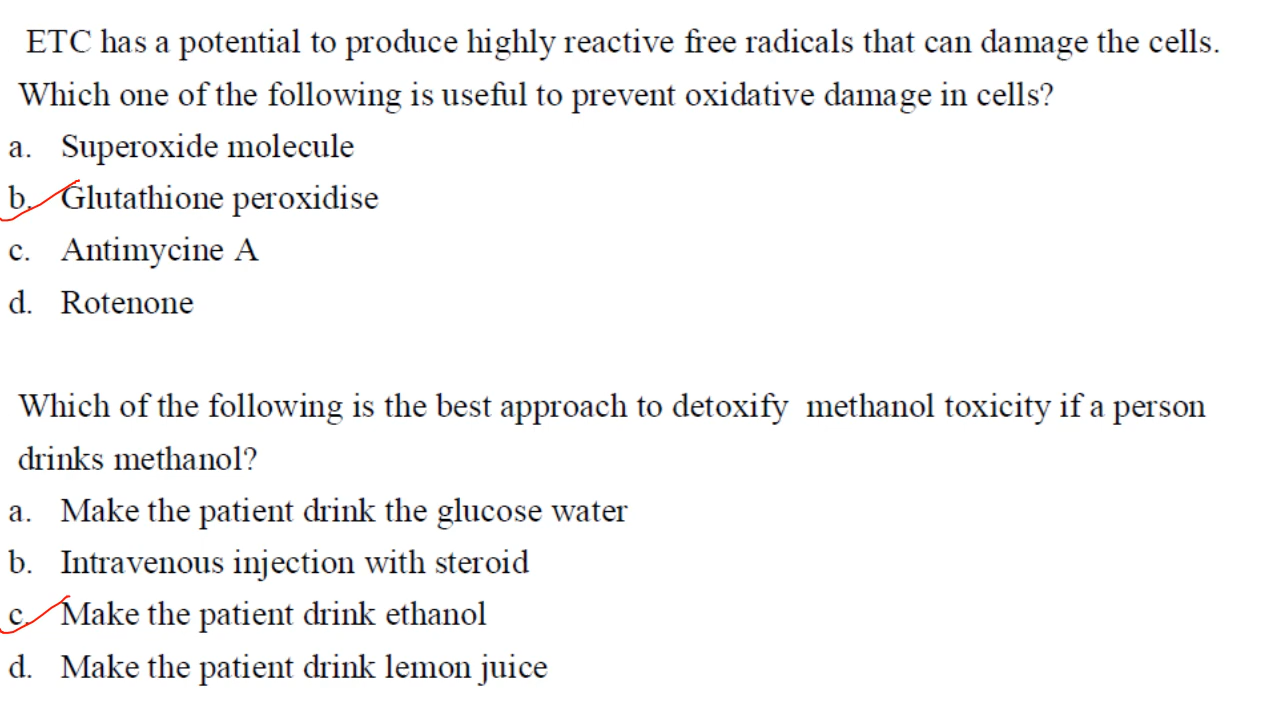 ETC has a potential to produce highly reactive free radicals that can damage the cells.
Which one of the following is useful to prevent oxidative damage in cells?
a. Superoxide molecule
b. Glutathione peroxidise
c. Antimycine A
d. Rotenone
Which of the following is the best approach to detoxify methanol toxicity if a person
drinks methanol?
a. Make the patient drink the glucose water
b. Intravenous injection with steroid
c. Make the patient drink ethanol
d. Make the patient drink lemon juice